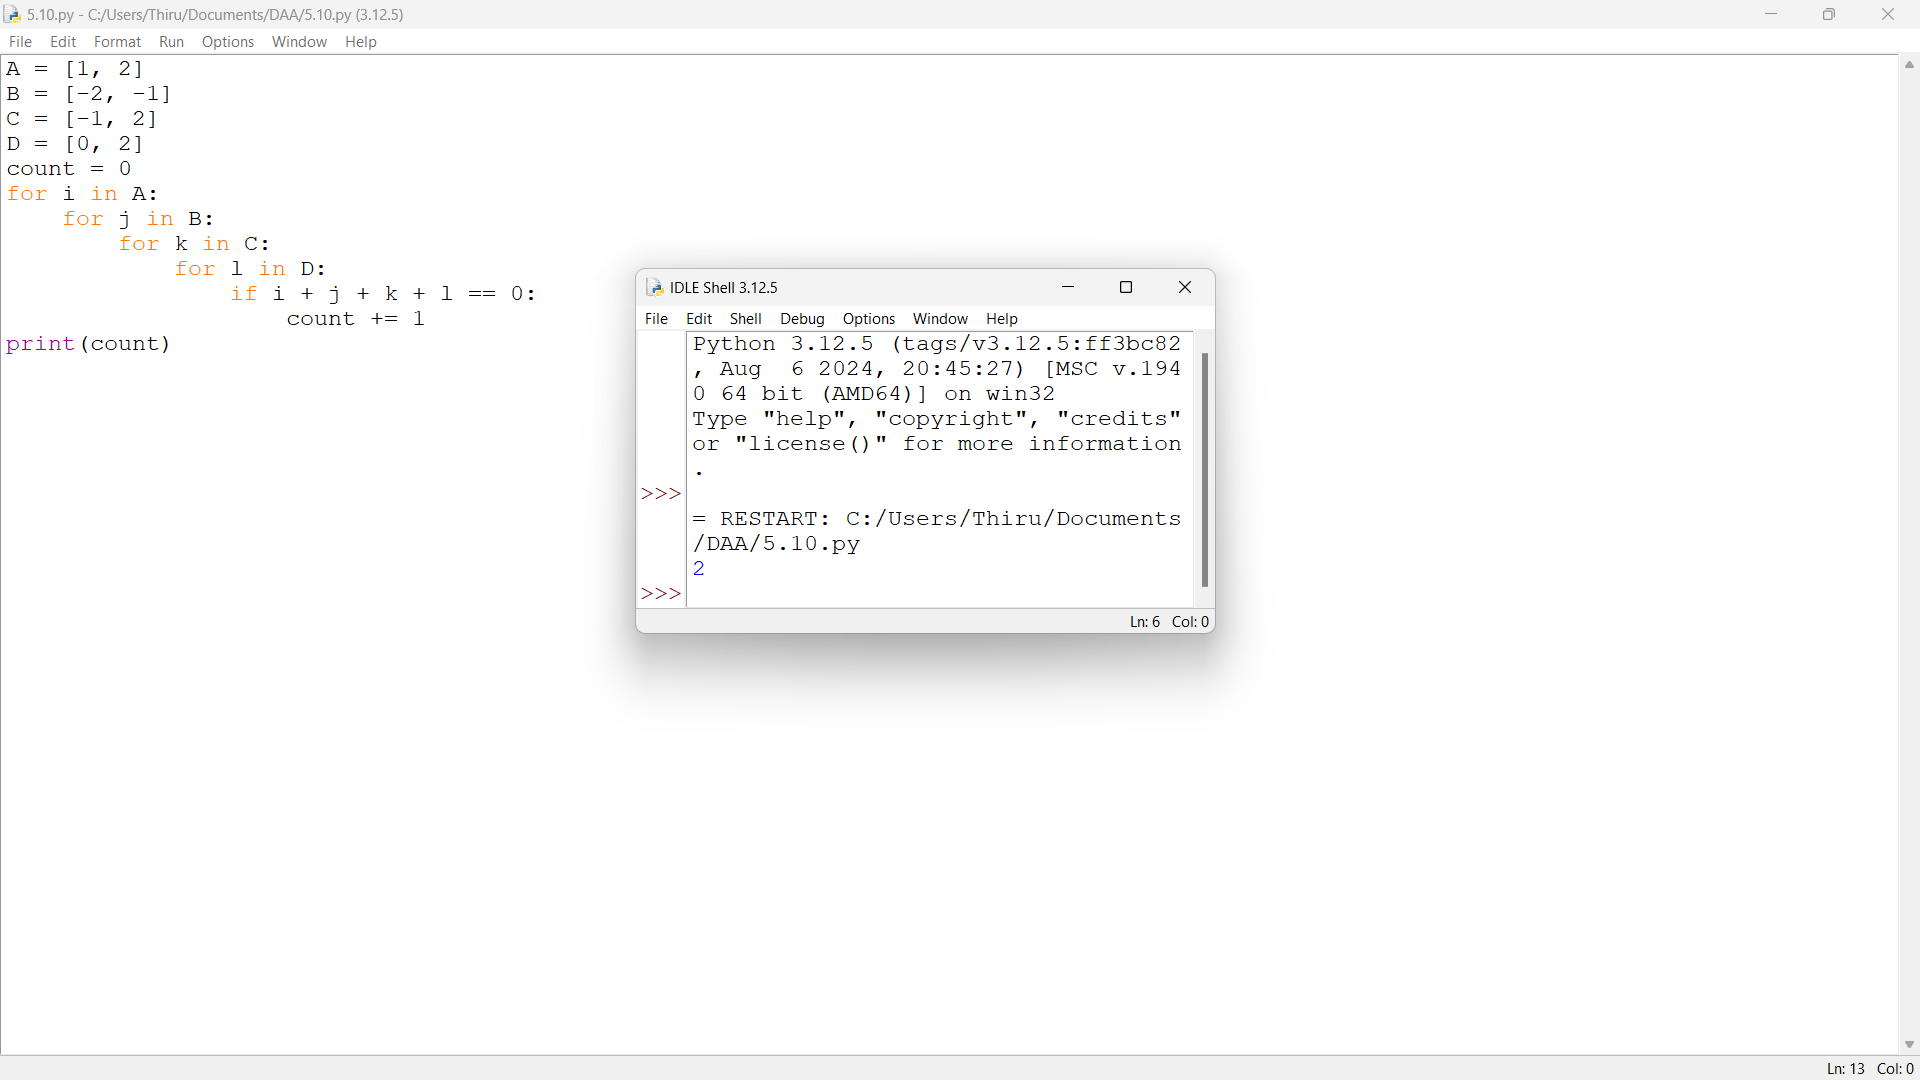 5.10.py - C:/Users/Thiru/Documents/DAA/5.10.py (3.12.5)
File Edit Format Run Options Window Help
A = [1, 2]
B = [-2, -1]
C = [-1, 2]
D = [0, 2]
count = 0
for i in A:
    for j in B:
        for k in C:
            for l in D:
                if i + j + k + l == 0:
                    count += 1
print(count)
IDLE Shell 3.12.5
File Edit Shell Debug Options Window Help
Python 3.12.5 (tags/v3.12.5:ff3bc82
, Aug  6 2024, 20:45:27) [MSC v.194
0 64 bit (AMD64)] on win32
Type "help", "copyright", "credits"
or "license()" for more information
.
>>>
= RESTART: C:/Users/Thiru/Documents
/DAA/5.10.py
2
>>>
Ln: 6 Col: 0
Ln: 13 Col: 0